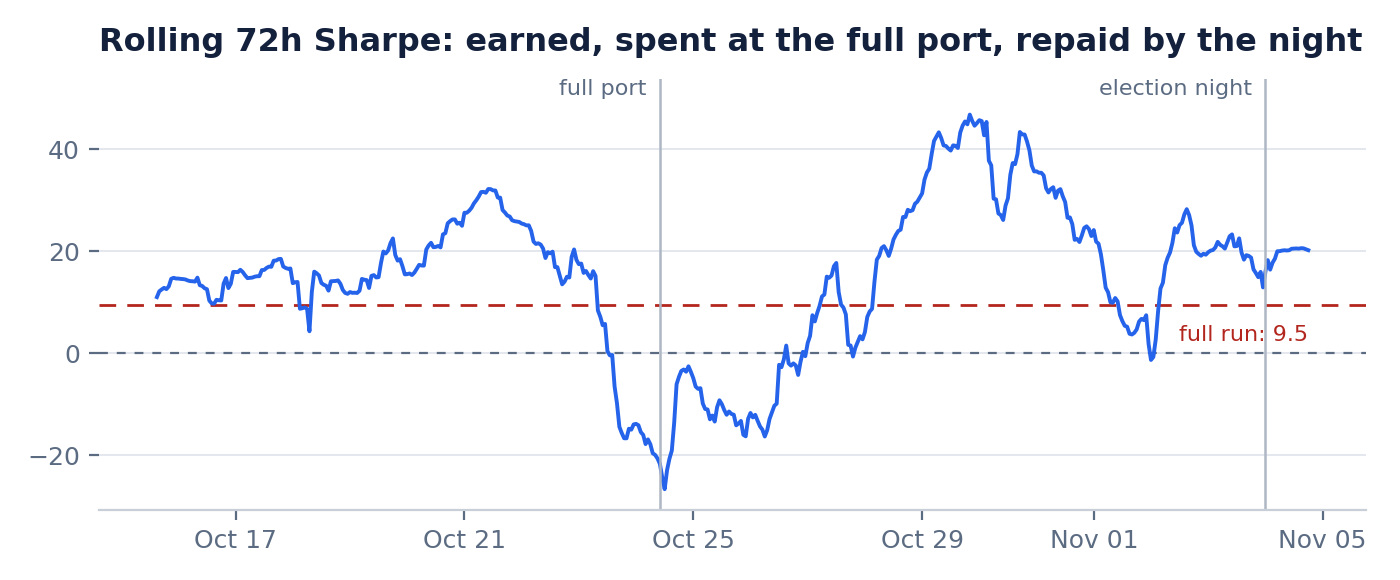 Rolling 72h Sharpe: earned, spent at the full port, repaid by the night
full port
election night
40
20
0
−20
full run: 9.5
Oct 17
Oct 21
Oct 25
Oct 29
Nov 01
Nov 05